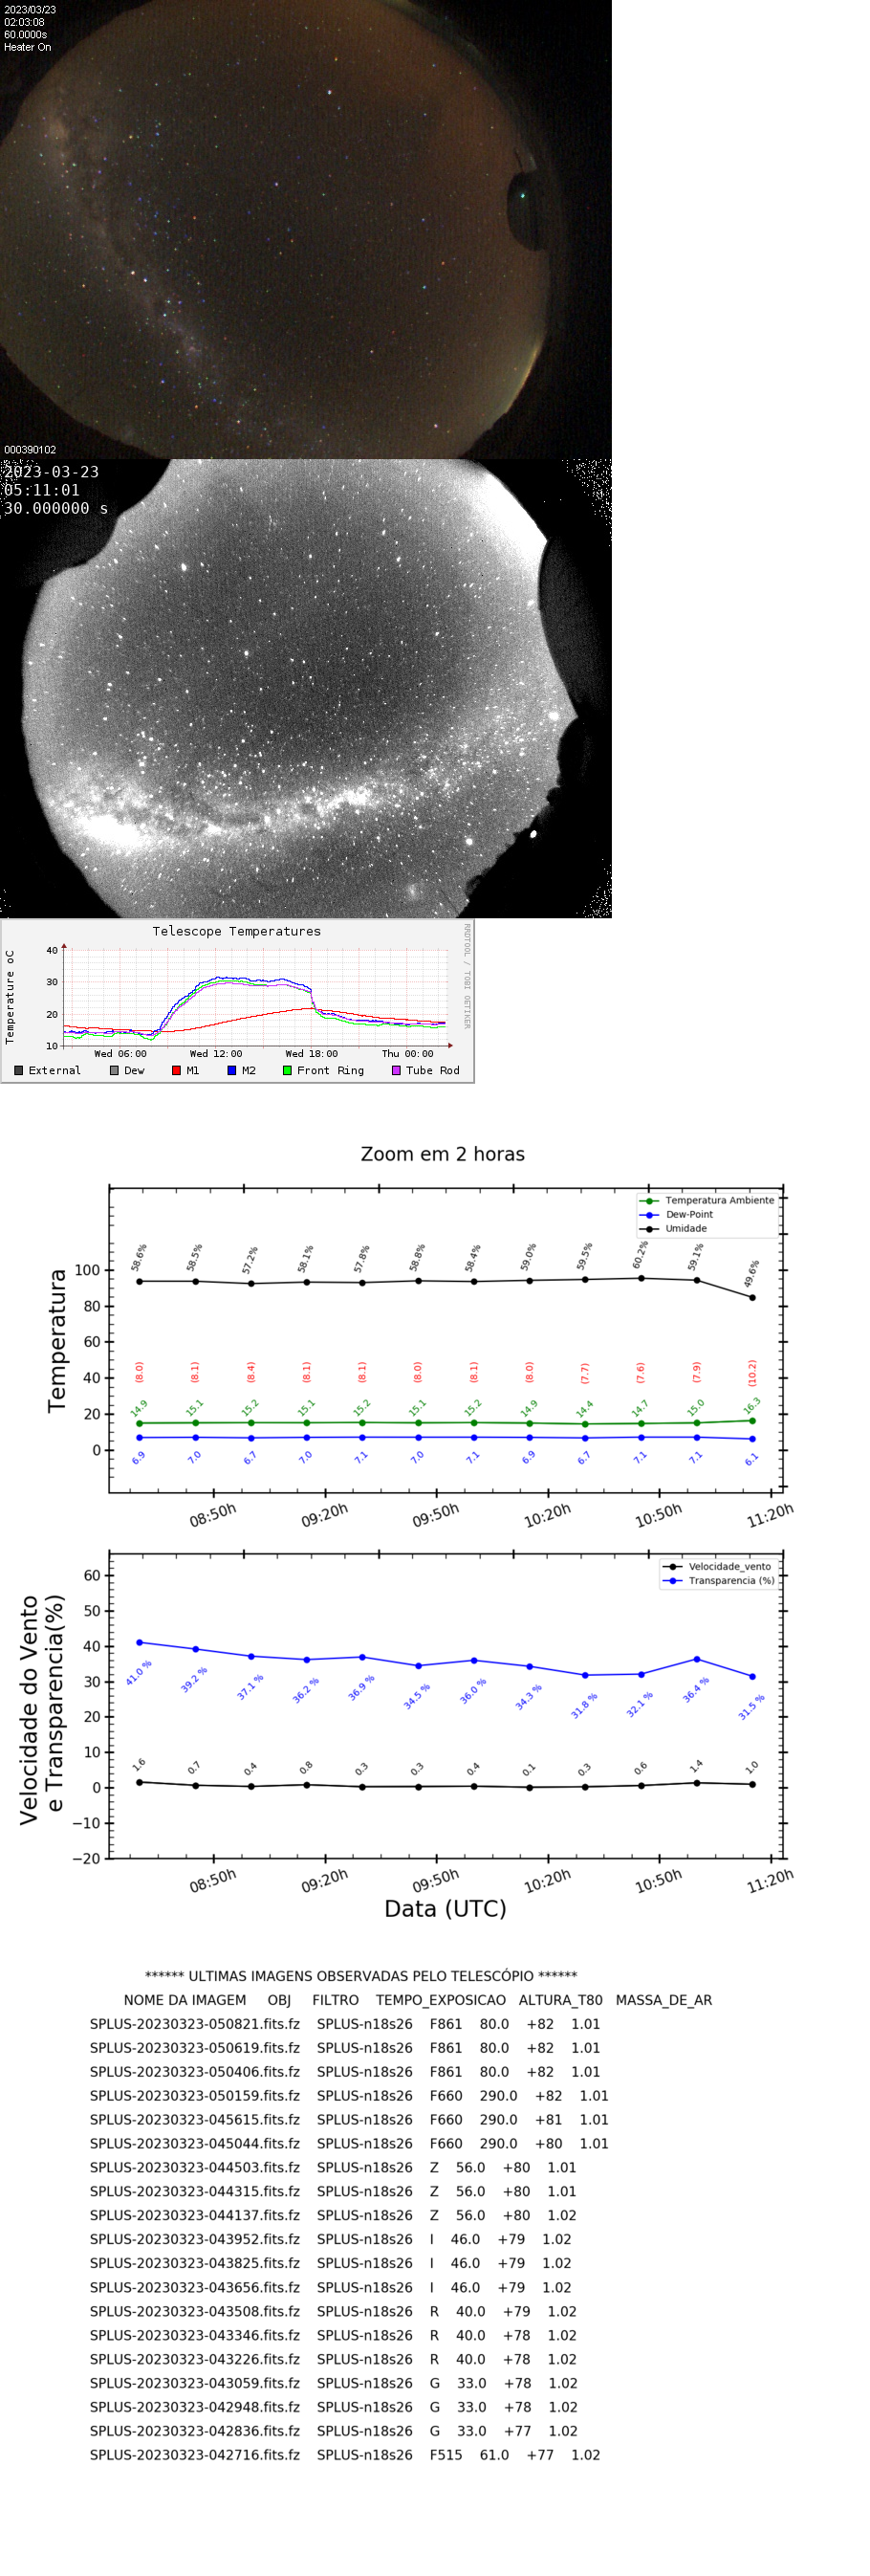 2023/03/23
02:03:08
60.0000s
Heater On
000390102
2023-03-23
05:11:01
30.000000 s
Telescope Temperatures
Temperature oC
40
30
20
10
Wed 06:00 Wed 12:00 Wed 18:00 Thu 00:00
External Dew M1 M2 Front Ring Tube Rod
RRDTOOL / TOBI OETIKER
Zoom em 2 horas
Temperatura Ambiente
Dew-Point
Umidade
Temperatura
100
80
60
40
20
0
58.6% 58.5% 57.2% 58.1% 57.8% 58.8% 58.4% 59.0% 59.5% 60.2% 59.1% 49.6%
(8.0) (8.1) (8.4) (8.1) (8.1) (8.0) (8.1) (8.0) (7.7) (7.6) (7.9) (10.2)
14.9 15.1 15.2 15.1 15.2 15.1 15.2 14.9 14.4 14.7 15.0 16.3
6.9 7.0 6.7 7.0 7.1 7.0 7.1 6.9 6.7 7.1 7.1 6.1
08:50h 09:20h 09:50h 10:20h 10:50h 11:20h
Velocidade_vento
Transparencia (%)
Velocidade do Vento
e Transparencia(%)
60
50
40
30
20
10
0
−10
−20
41.0 % 39.2 % 37.1 % 36.2 % 36.9 % 34.5 % 36.0 % 34.3 % 31.8 % 32.1 % 36.4 % 31.5 %
1.6 0.7 0.4 0.8 0.3 0.3 0.4 0.1 0.3 0.6 1.4 1.0
08:50h 09:20h 09:50h 10:20h 10:50h 11:20h
Data (UTC)
****** ULTIMAS IMAGENS OBSERVADAS PELO TELESCÓPIO ******
NOME DA IMAGEM OBJ FILTRO TEMPO_EXPOSICAO ALTURA_T80 MASSA_DE_AR
SPLUS-20230323-050821.fits.fz SPLUS-n18s26 F861 80.0 +82 1.01
SPLUS-20230323-050619.fits.fz SPLUS-n18s26 F861 80.0 +82 1.01
SPLUS-20230323-050406.fits.fz SPLUS-n18s26 F861 80.0 +82 1.01
SPLUS-20230323-050159.fits.fz SPLUS-n18s26 F660 290.0 +82 1.01
SPLUS-20230323-045615.fits.fz SPLUS-n18s26 F660 290.0 +81 1.01
SPLUS-20230323-045044.fits.fz SPLUS-n18s26 F660 290.0 +80 1.01
SPLUS-20230323-044503.fits.fz SPLUS-n18s26 Z 56.0 +80 1.01
SPLUS-20230323-044315.fits.fz SPLUS-n18s26 Z 56.0 +80 1.01
SPLUS-20230323-044137.fits.fz SPLUS-n18s26 Z 56.0 +80 1.02
SPLUS-20230323-043952.fits.fz SPLUS-n18s26 I 46.0 +79 1.02
SPLUS-20230323-043825.fits.fz SPLUS-n18s26 I 46.0 +79 1.02
SPLUS-20230323-043656.fits.fz SPLUS-n18s26 I 46.0 +79 1.02
SPLUS-20230323-043508.fits.fz SPLUS-n18s26 R 40.0 +79 1.02
SPLUS-20230323-043346.fits.fz SPLUS-n18s26 R 40.0 +78 1.02
SPLUS-20230323-043226.fits.fz SPLUS-n18s26 R 40.0 +78 1.02
SPLUS-20230323-043059.fits.fz SPLUS-n18s26 G 33.0 +78 1.02
SPLUS-20230323-042948.fits.fz SPLUS-n18s26 G 33.0 +78 1.02
SPLUS-20230323-042836.fits.fz SPLUS-n18s26 G 33.0 +77 1.02
SPLUS-20230323-042716.fits.fz SPLUS-n18s26 F515 61.0 +77 1.02